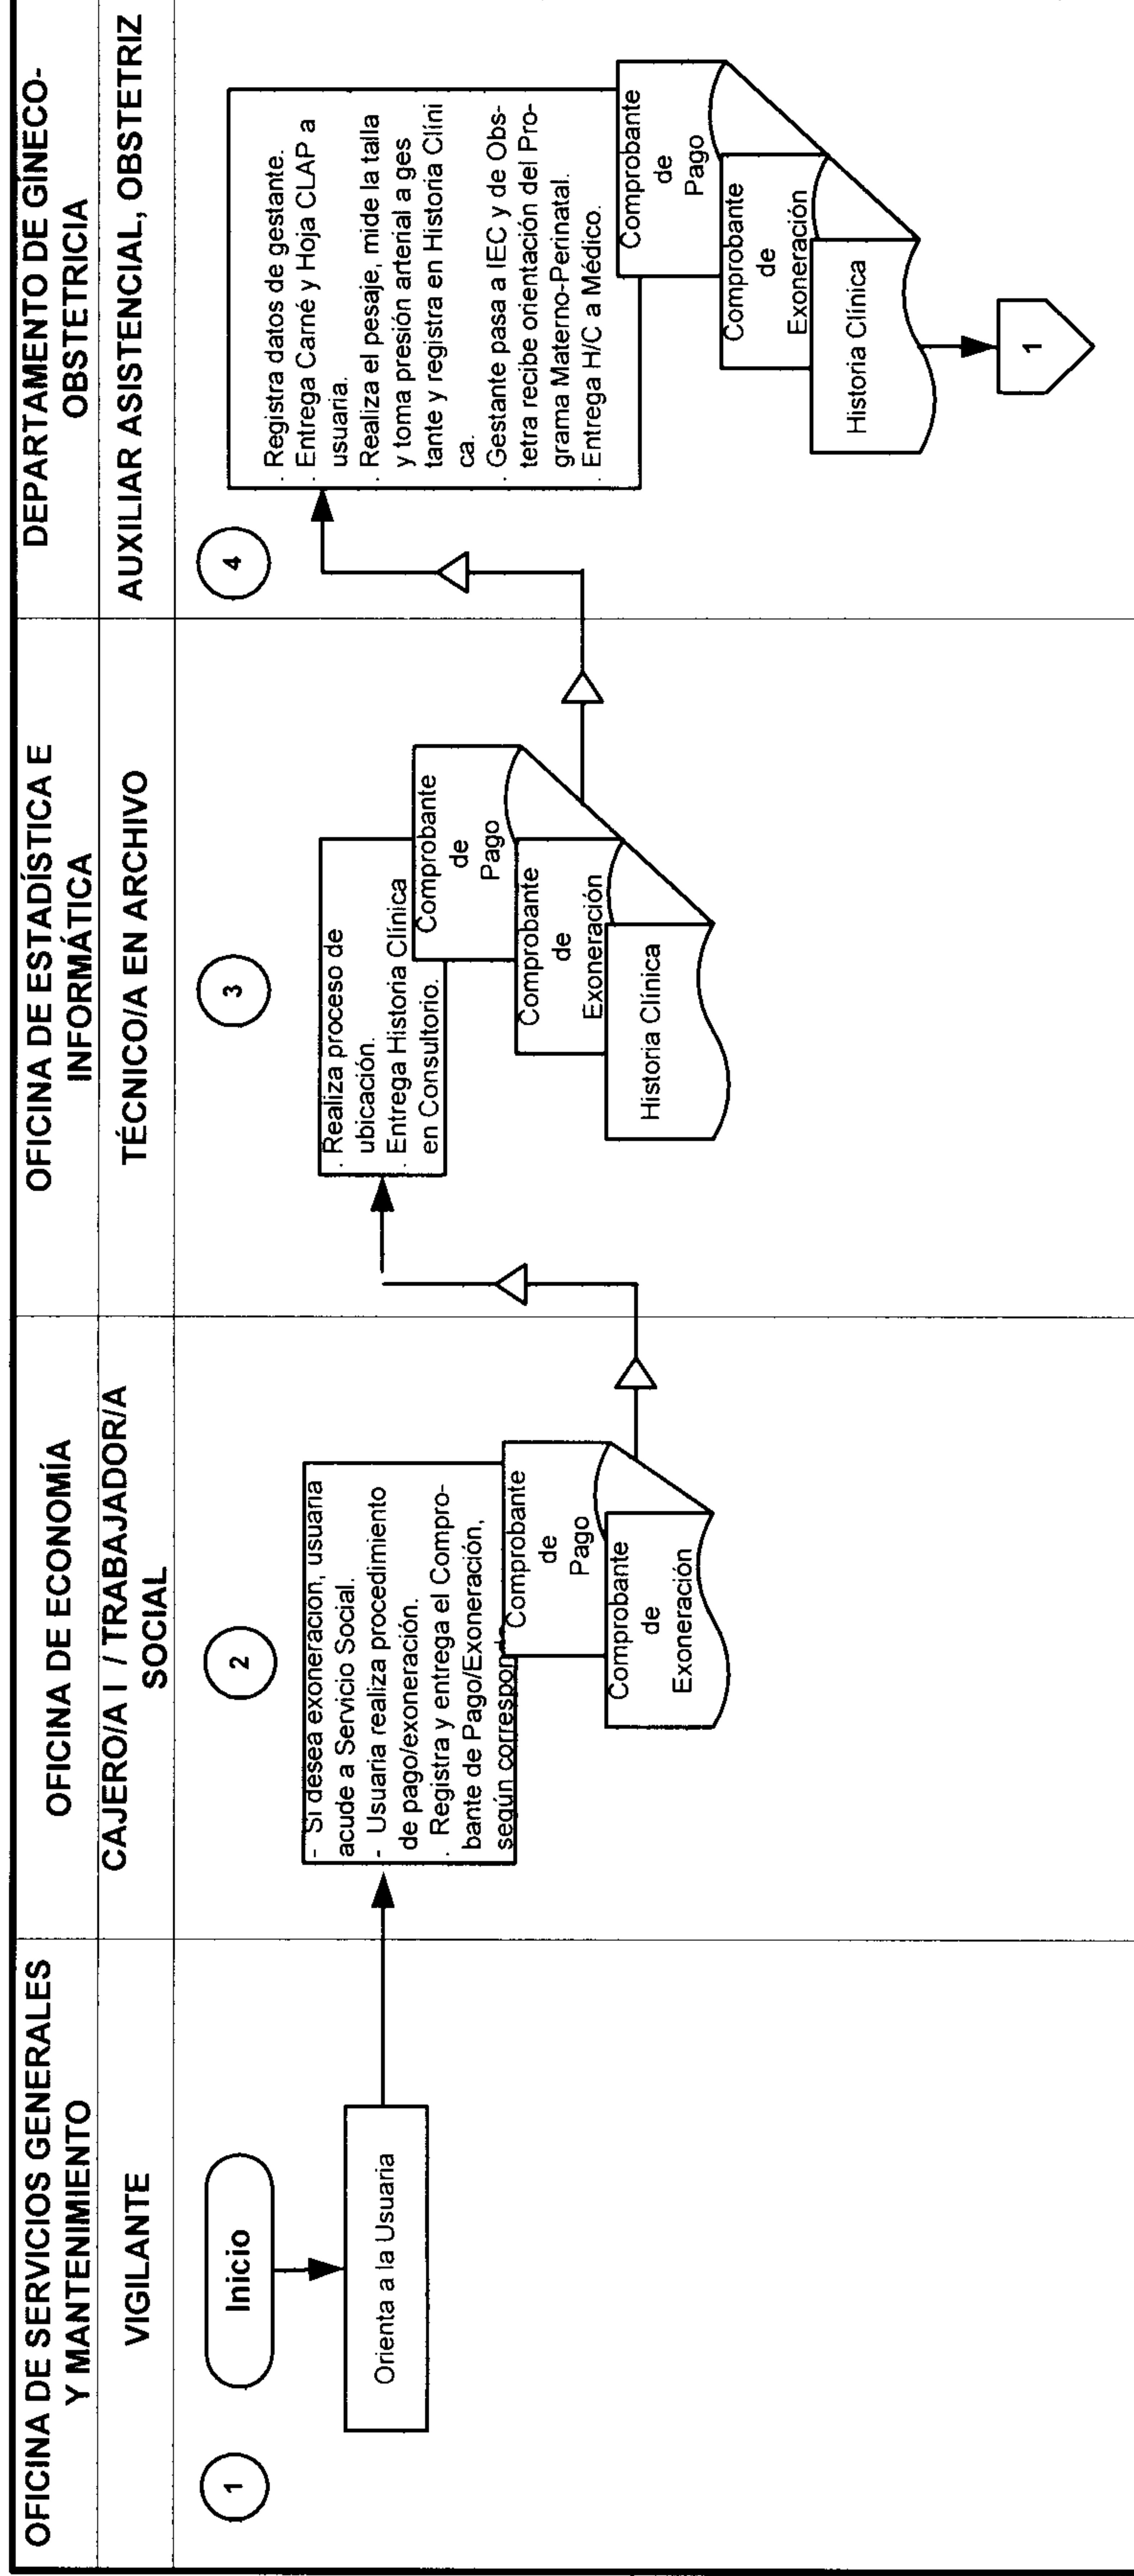 OFICINA DE SERVICIOS GENERALES
Y MANTENIMIENTO
VIGILANTE
1
Inicio
Orienta a la Usuaria
OFICINA DE ECONOMÍA
CAJERO/A I / TRABAJADOR/A
SOCIAL
2
- Si desea exoneración, usuaria
acude a Servicio Social.
- Usuaria realiza procedimiento
de pago/exoneración.
. Registra y entrega el Compro-
bante de Pago/Exoneración,
según correspond
Comprobante
de
Pago
Comprobante
de
Exoneración
OFICINA DE ESTADÍSTICA E
INFORMÁTICA
TÉCNICO/A EN ARCHIVO
3
. Realiza proceso de
ubicación.
. Entrega Historia Clínica
en Consultorio.
Comprobante
de
Pago
Comprobante
de
Exoneración
Historia Clínica
DEPARTAMENTO DE GÍNECO-
OBSTETRICIA
AUXILIAR ASISTENCIAL, OBSTETRIZ
4
. Registra datos de gestante.
. Entrega Carné y Hoja CLAP a
usuaria.
. Realiza el pesaje, mide la talla
y toma presión arterial a ges
tante y registra en Historia Clíni
ca.
. Gestante pasa a IEC y de Obs-
tetra recibe orientación del Pro-
grama Materno-Perinatal.
. Entrega H/C a Médico.
Comprobante
de
Pago
Comprobante
de
Exoneración
Historia Clínica
1